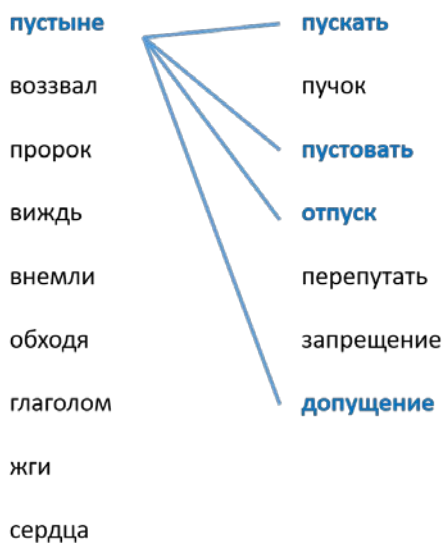 пустыне
воззвал
пророк
виждь
внемли
обходя
глаголом
жги
сердца
пускать
пучок
пустовать
отпуск
перепутать
запрещение
допущение